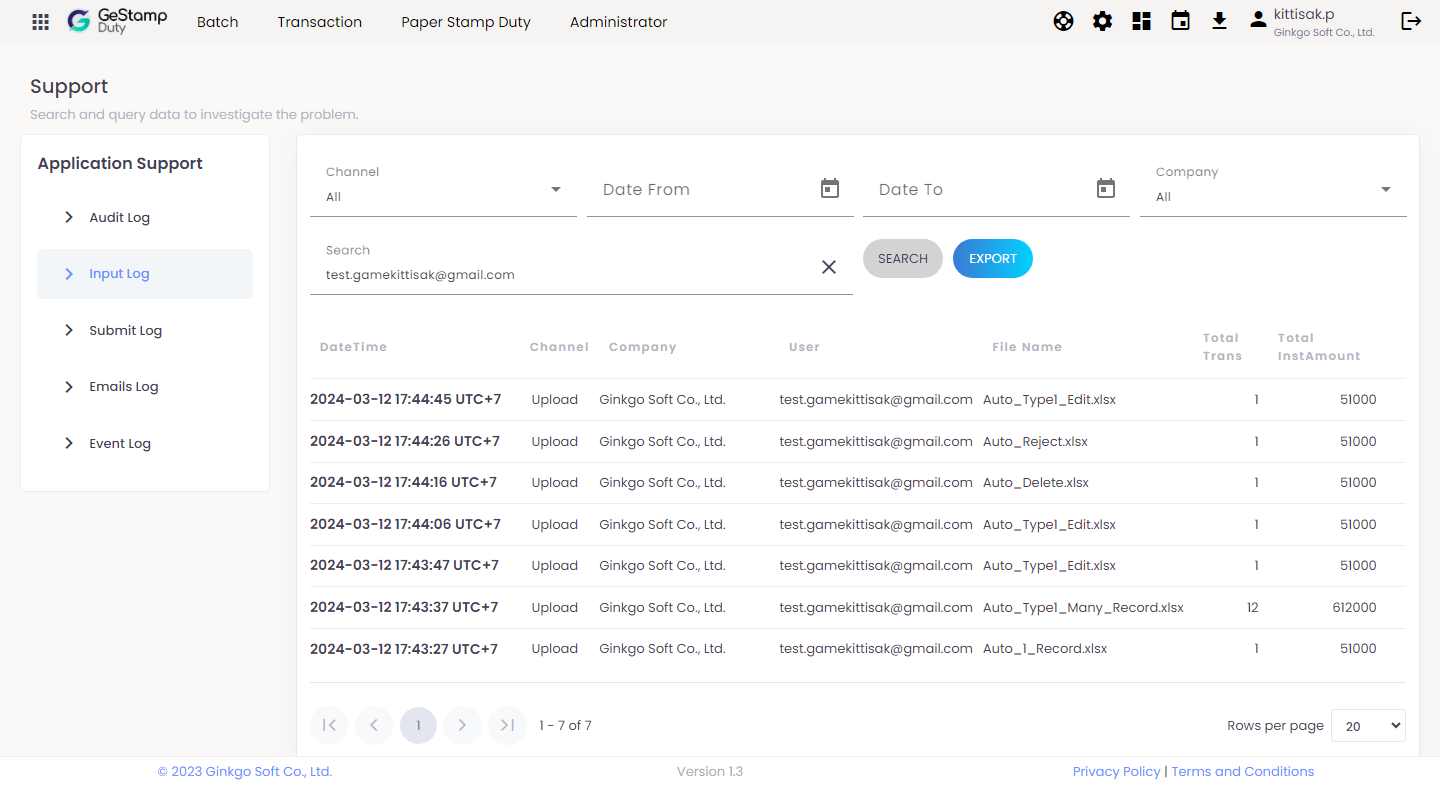 GeStamp
Duty
Batch
Transaction
Paper Stamp Duty
Administrator
kittisak.p
Ginkgo Soft Co., Ltd.
Support
Search and query data to investigate the problem.
Application Support
Audit Log
Input Log
Submit Log
Emails Log
Event Log
Channel
All
Date From
Date To
Company
All
Search
test.gamekittisak@gmail.com
SEARCH
EXPORT
DateTime Channel Company User File Name Total Trans Total InstAmount
2024-03-12 17:44:45 UTC+7 Upload Ginkgo Soft Co., Ltd. test.gamekittisak@gmail.com Auto_Type1_Edit.xlsx 1 51000
2024-03-12 17:44:26 UTC+7 Upload Ginkgo Soft Co., Ltd. test.gamekittisak@gmail.com Auto_Reject.xlsx 1 51000
2024-03-12 17:44:16 UTC+7 Upload Ginkgo Soft Co., Ltd. test.gamekittisak@gmail.com Auto_Delete.xlsx 1 51000
2024-03-12 17:44:06 UTC+7 Upload Ginkgo Soft Co., Ltd. test.gamekittisak@gmail.com Auto_Type1_Edit.xlsx 1 51000
2024-03-12 17:43:47 UTC+7 Upload Ginkgo Soft Co., Ltd. test.gamekittisak@gmail.com Auto_Type1_Edit.xlsx 1 51000
2024-03-12 17:43:37 UTC+7 Upload Ginkgo Soft Co., Ltd. test.gamekittisak@gmail.com Auto_Type1_Many_Record.xlsx 12 612000
2024-03-12 17:43:27 UTC+7 Upload Ginkgo Soft Co., Ltd. test.gamekittisak@gmail.com Auto_1_Record.xlsx 1 51000
1
1 - 7 of 7
Rows per page 20
© 2023 Ginkgo Soft Co., Ltd.
Version 1.3
Privacy Policy | Terms and Conditions